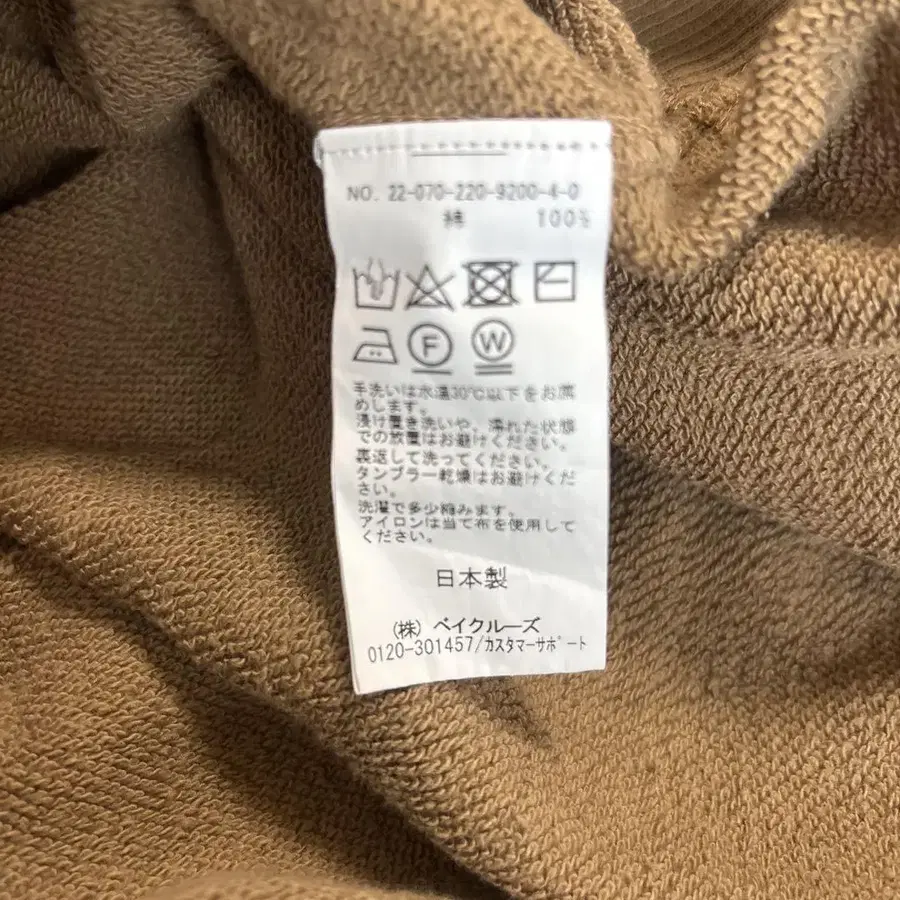 NO. 22-070-220-9200-4-0
綿 100%
F W
手洗いは水温30℃以下をお薦
めします。
浸け置き洗いや、濡れた状態
での放置はお避けください。
裏返して洗ってください。
タンブラー乾燥はお避けくだ
さい。
洗濯で多少縮みます。
アイロンは当て布を使用して
ください。
日本製
(株) ベイクルーズ
0120-301457/カスタマーサポート